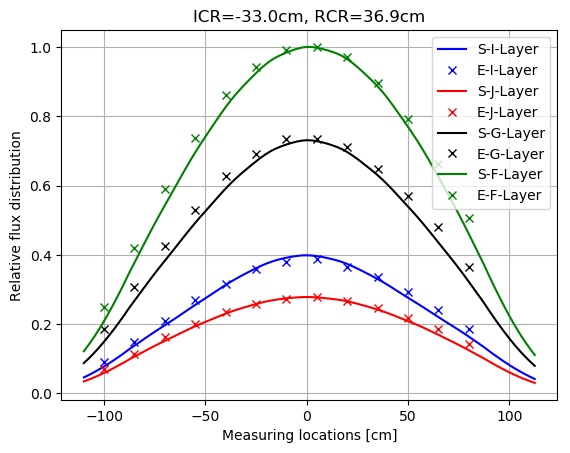 ICR=-33.0cm, RCR=36.9cm
1.0
0.8
0.6
0.4
0.2
0.0
Relative flux distribution
S-I-Layer
E-I-Layer
S-J-Layer
E-J-Layer
S-G-Layer
E-G-Layer
S-F-Layer
E-F-Layer
−100
−50
0
50
100
Measuring locations [cm]